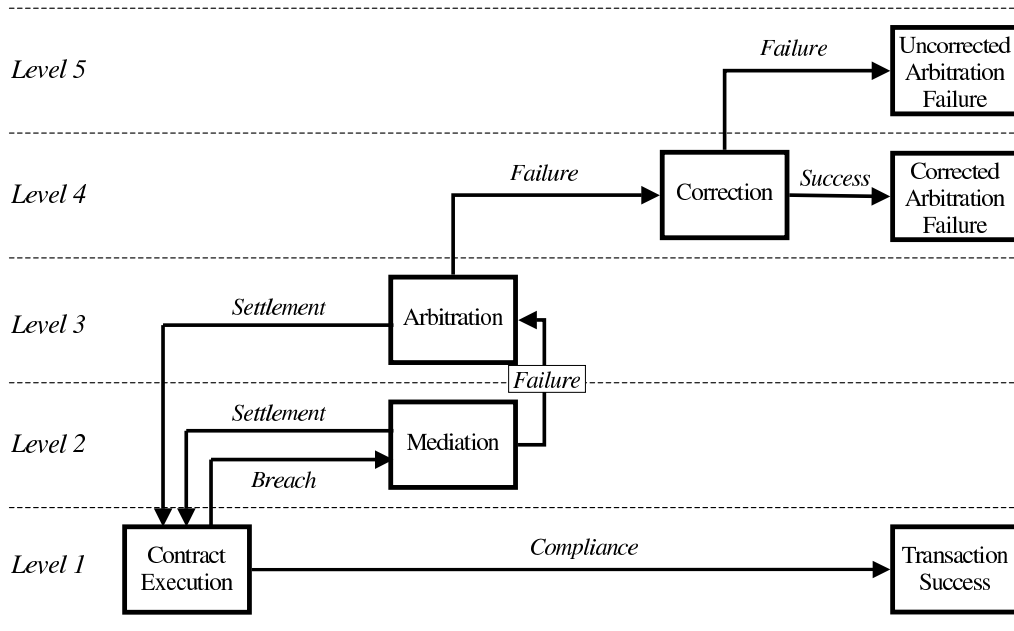 Failure
Uncorrected
Arbitration
Failure
Level 5
Failure
Correction
Success
Corrected
Arbitration
Failure
Level 4
Settlement
Arbitration
Level 3
Failure
Settlement
Mediation
Level 2
Breach
Compliance
Contract
Execution
Transaction
Success
Level 1